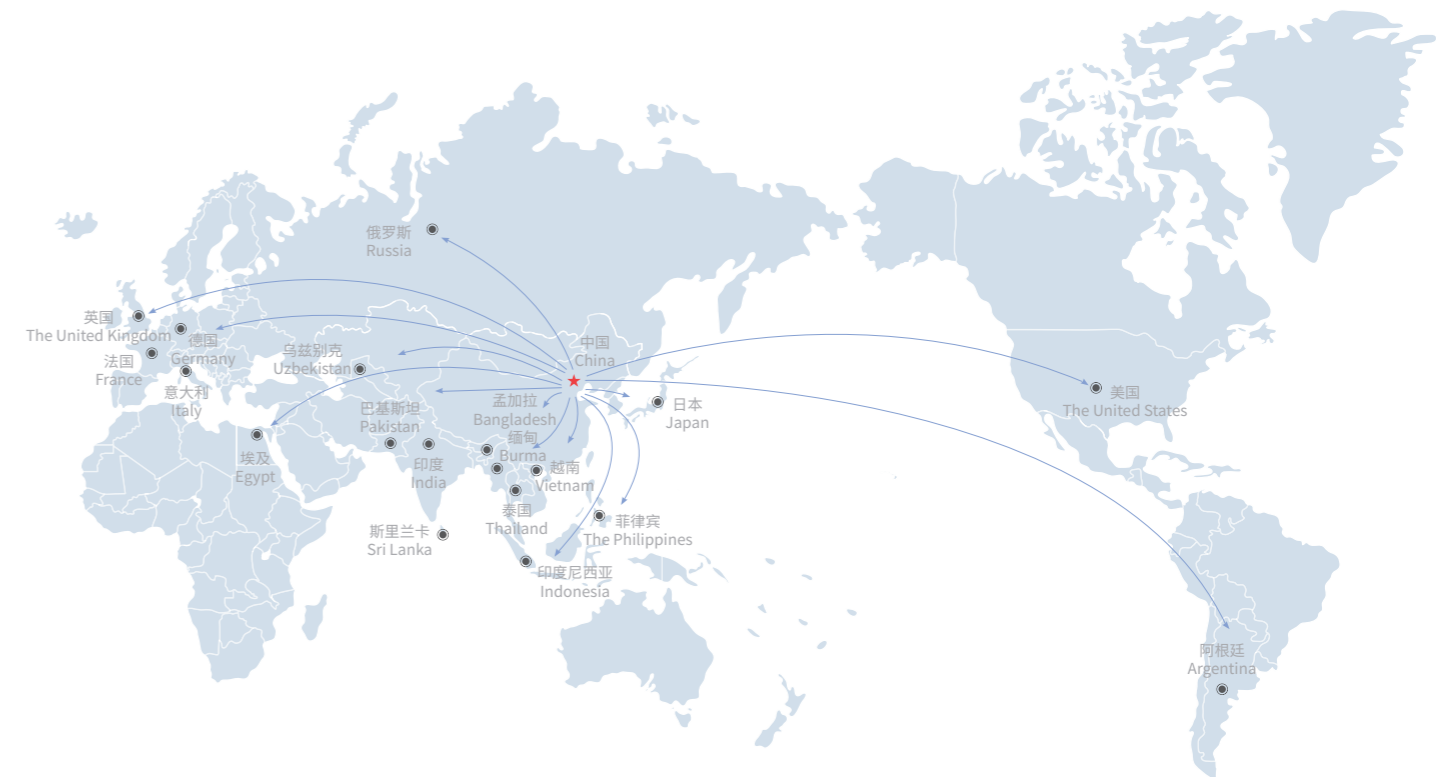 俄罗斯
Russia
英国
The United Kingdom
德国
Germany
法国
France
意大利
Italy
乌兹别克
Uzbekistan
中国
China
巴基斯坦
Pakistan
孟加拉
Bangladesh
缅甸
Burma
日本
Japan
美国
The United States
埃及
Egypt
印度
India
越南
Vietnam
泰国
Thailand
斯里兰卡
Sri Lanka
菲律宾
The Philippines
印度尼西亚
Indonesia
阿根廷
Argentina